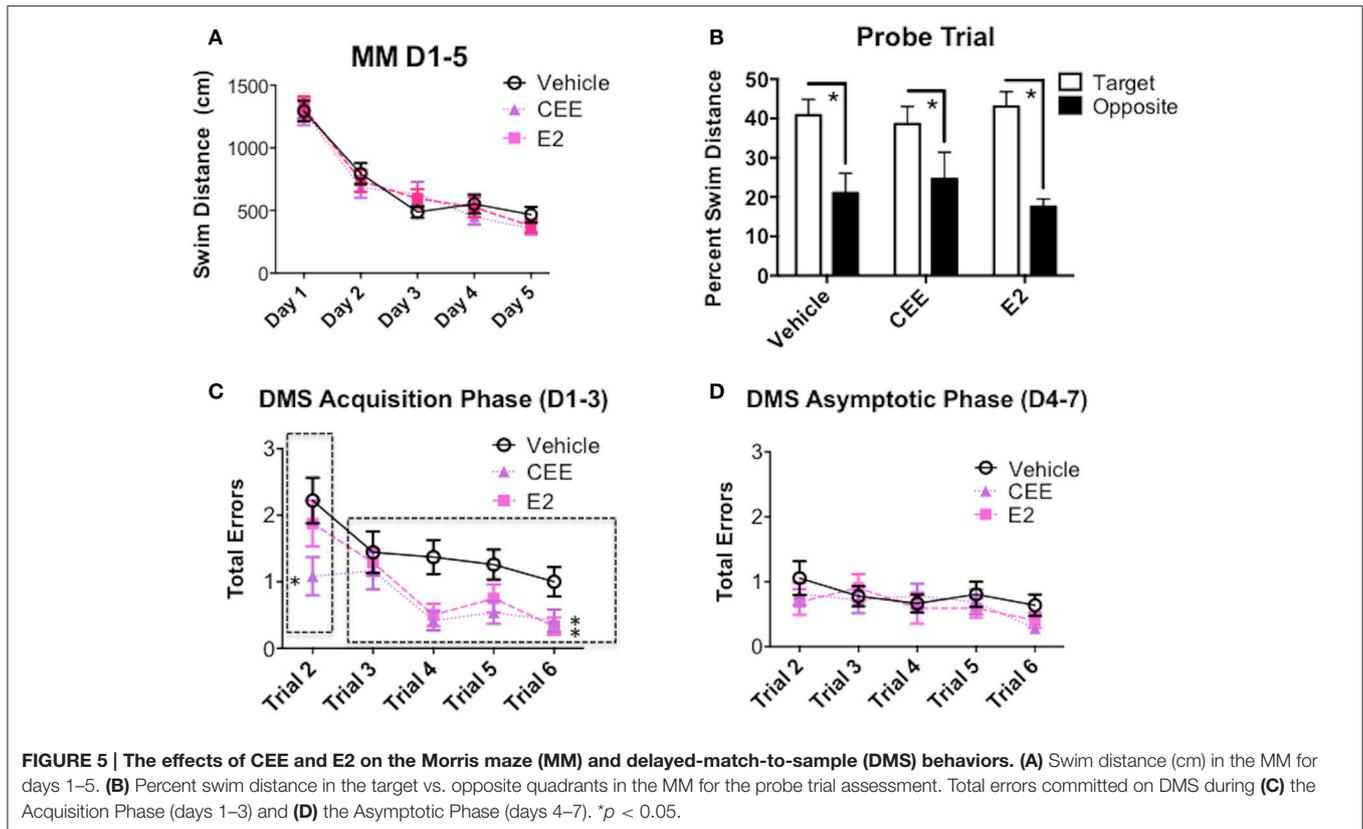 A
MM D1-5
Swim Distance (cm)
1500
1000
500
0
Day 1
Day 2
Day 3
Day 4
Day 5
Vehicle
CEE
E2
B
Probe Trial
Percent Swim Distance
50
40
30
20
10
0
*
*
*
Vehicle
CEE
E2
Target
Opposite
C
DMS Acquisition Phase (D1-3)
Total Errors
3
2
1
0
*
*
*
Trial 2
Trial 3
Trial 4
Trial 5
Trial 6
Vehicle
CEE
E2
D
DMS Asymptotic Phase (D4-7)
Total Errors
3
2
1
0
Trial 2
Trial 3
Trial 4
Trial 5
Trial 6
Vehicle
CEE
E2
FIGURE 5 | The effects of CEE and E2 on the Morris maze (MM) and delayed-match-to-sample (DMS) behaviors. (A) Swim distance (cm) in the MM for
days 1–5. (B) Percent swim distance in the target vs. opposite quadrants in the MM for the probe trial assessment. Total errors committed on DMS during (C) the
Acquisition Phase (days 1–3) and (D) the Asymptotic Phase (days 4–7). *p < 0.05.